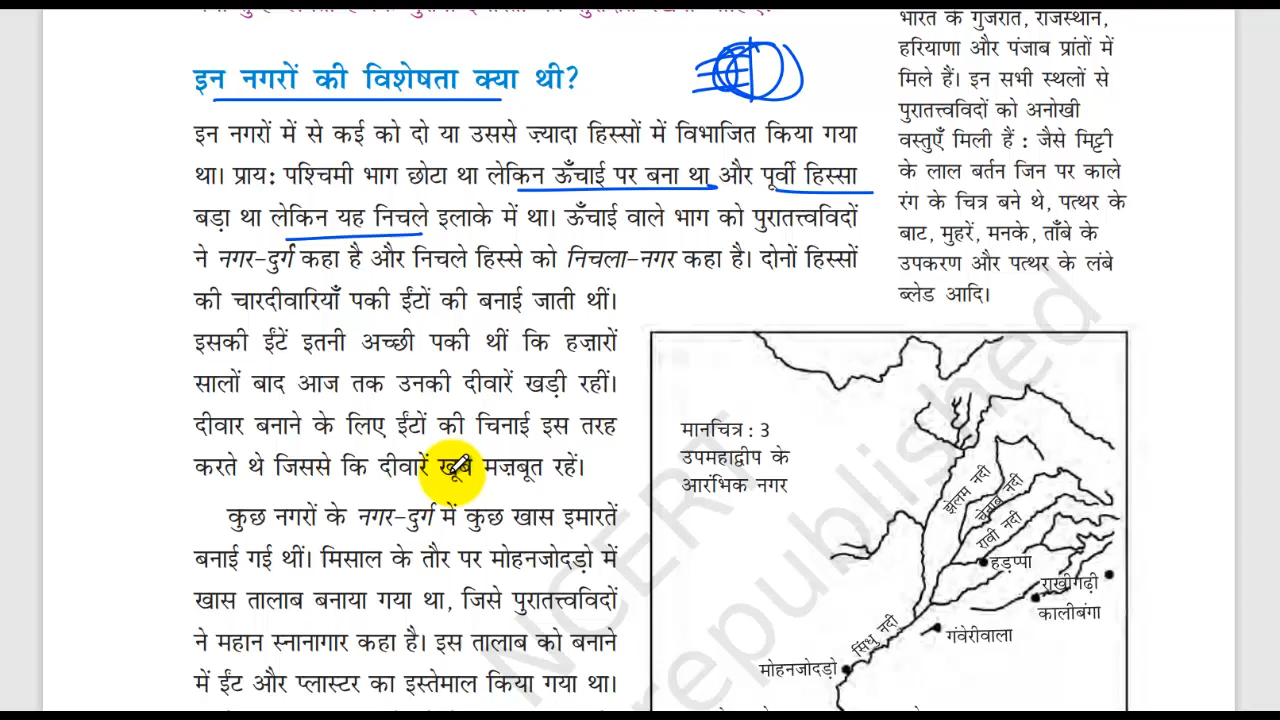 इन नगरों की विशेषता क्या थी?
इन नगरों में से कई को दो या उससे ज़्यादा हिस्सों में विभाजित किया गया
था। प्राय: पश्चिमी भाग छोटा था लेकिन ऊँचाई पर बना था और पूर्वी हिस्सा
बड़ा था लेकिन यह निचले इलाके में था। ऊँचाई वाले भाग को पुरातत्त्वविदों
ने नगर-दुर्ग कहा है और निचले हिस्से को निचला-नगर कहा है। दोनों हिस्सों
की चारदीवारियाँ पकी ईंटों की बनाई जाती थीं।
इसकी ईंटें इतनी अच्छी पकी थीं कि हज़ारों
सालों बाद आज तक उनकी दीवारें खड़ी रहीं।
दीवार बनाने के लिए ईंटों की चिनाई इस तरह
करते थे जिससे कि दीवारें खूब मज़बूत रहें।
कुछ नगरों के नगर-दुर्ग में कुछ खास इमारतें
बनाई गई थीं। मिसाल के तौर पर मोहनजोदड़ो में
खास तालाब बनाया गया था, जिसे पुरातत्त्वविदों
ने महान स्नानागार कहा है। इस तालाब को बनाने
में ईंट और प्लास्टर का इस्तेमाल किया गया था।
भारत के गुजरात, राजस्थान,
हरियाणा और पंजाब प्रांतों में
मिले हैं। इन सभी स्थलों से
पुरातत्त्वविदों को अनोखी
वस्तुएँ मिली हैं : जैसे मिट्टी
के लाल बर्तन जिन पर काले
रंग के चित्र बने थे, पत्थर के
बाट, मुहरें, मनके, ताँबे के
उपकरण और पत्थर के लंबे
ब्लेड आदि।
मानचित्र : 3
उपमहाद्वीप के
आरंभिक नगर
झेलम नदी
चेनाब नदी
रावी नदी
हड़प्पा
राखीगढ़ी
कालीबंगा
गंवेरीवाला
सिंधु नदी
मोहनजोदड़ो
NCERT
republished